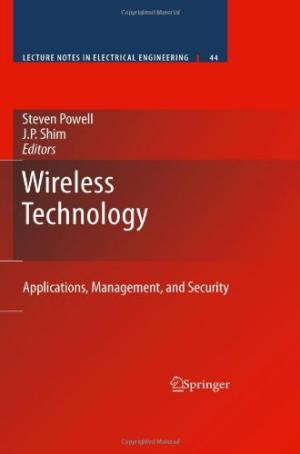 LECTURE NOTES IN ELECTRICAL ENGINEERING | 44
Steven Powell
J.P. Shim
Editors
Wireless
Technology
Applications, Management, and Security
Springer